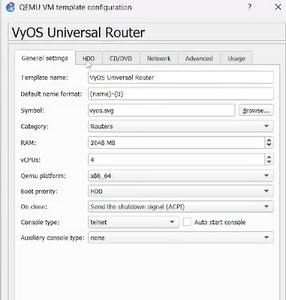 QEMU VM template configuration
VyOS Universal Router
General settings HDD CD/DVD Network Advanced Usage
Template name: VyOS Universal Router
Default name format: {name}-{0}
Symbol: vyos.svg Browse...
Category: Routers
RAM: 2048 MB
vCPUs: 4
Qemu platform: x86_64
Boot priority: HDD
On close: Send the shutdown signal (ACPI)
Console type: telnet Auto start console
Auxiliary console type: none